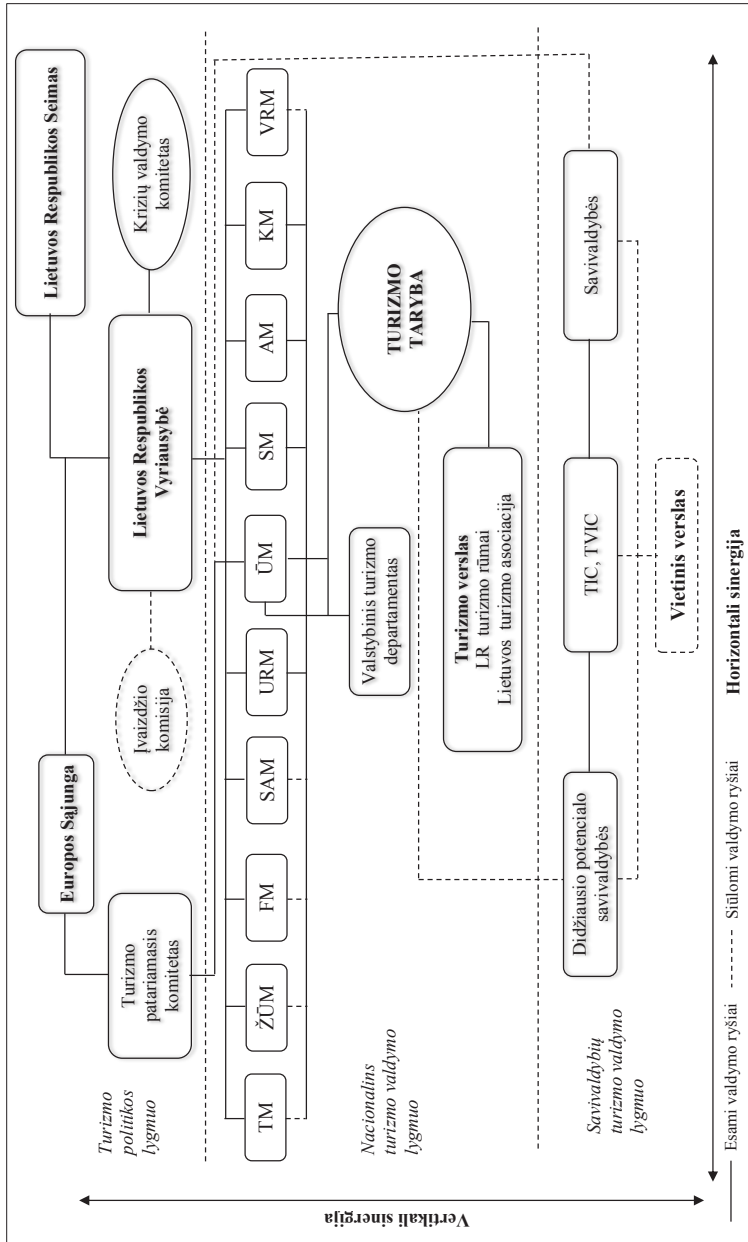 Lietuvos Respublikos Seimas
Europos Sąjunga
Turizmo
politikos
lygmuo
Turizmo
patariamasis
komitetas
Įvaizdžio
komisija
Lietuvos Respublikos
Vyriausybė
Krizių valdymo
komitetas
TM
ŽŪM
FM
SAM
URM
ŪM
SM
AM
KM
VRM
Nacionalins
turizmo valdymo
lygmuo
Valstybinis turizmo
departamentas
TURIZMO
TARYBA
Turizmo verslas
LR turizmo rūmai
Lietuvos turizmo asociacija
Savivaldybių
turizmo valdymo
lygmuo
Didžiausio potencialo
savivaldybės
TIC, TVIC
Savivaldybės
Vietinis verslas
Vertikali sinergija
Horizontali sinergija
Esami valdymo ryšiai
Siūlomi valdymo ryšiai